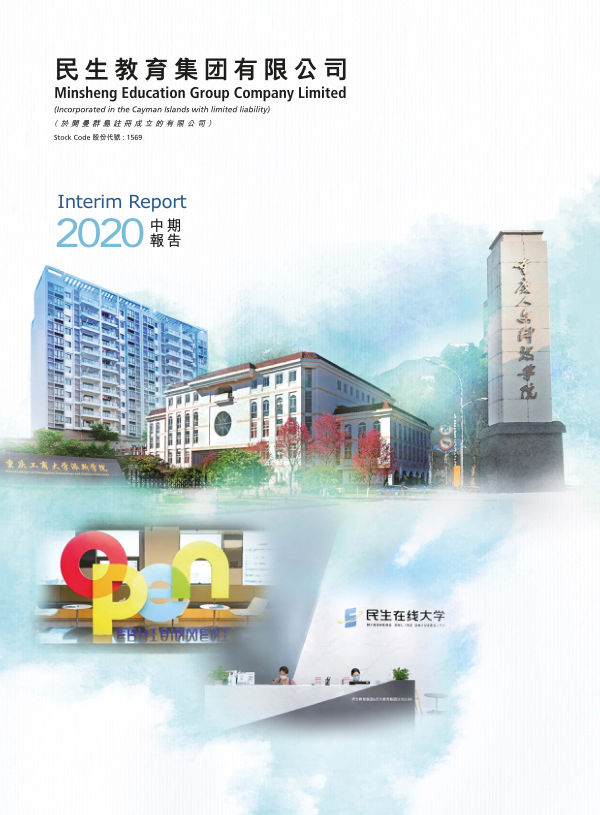 民生教育集团有限公司
Minsheng Education Group Company Limited
(Incorporated in the Cayman Islands with limited liability)
（於開曼群島註冊成立的有限公司）
Stock Code 股份代號 : 1569
Interim Report
2020 中期
報告
重庆人文科技学院
重庆工商大学派斯学院
open
民生在线大学
MINSHENG ONLINE UNIVERSITY